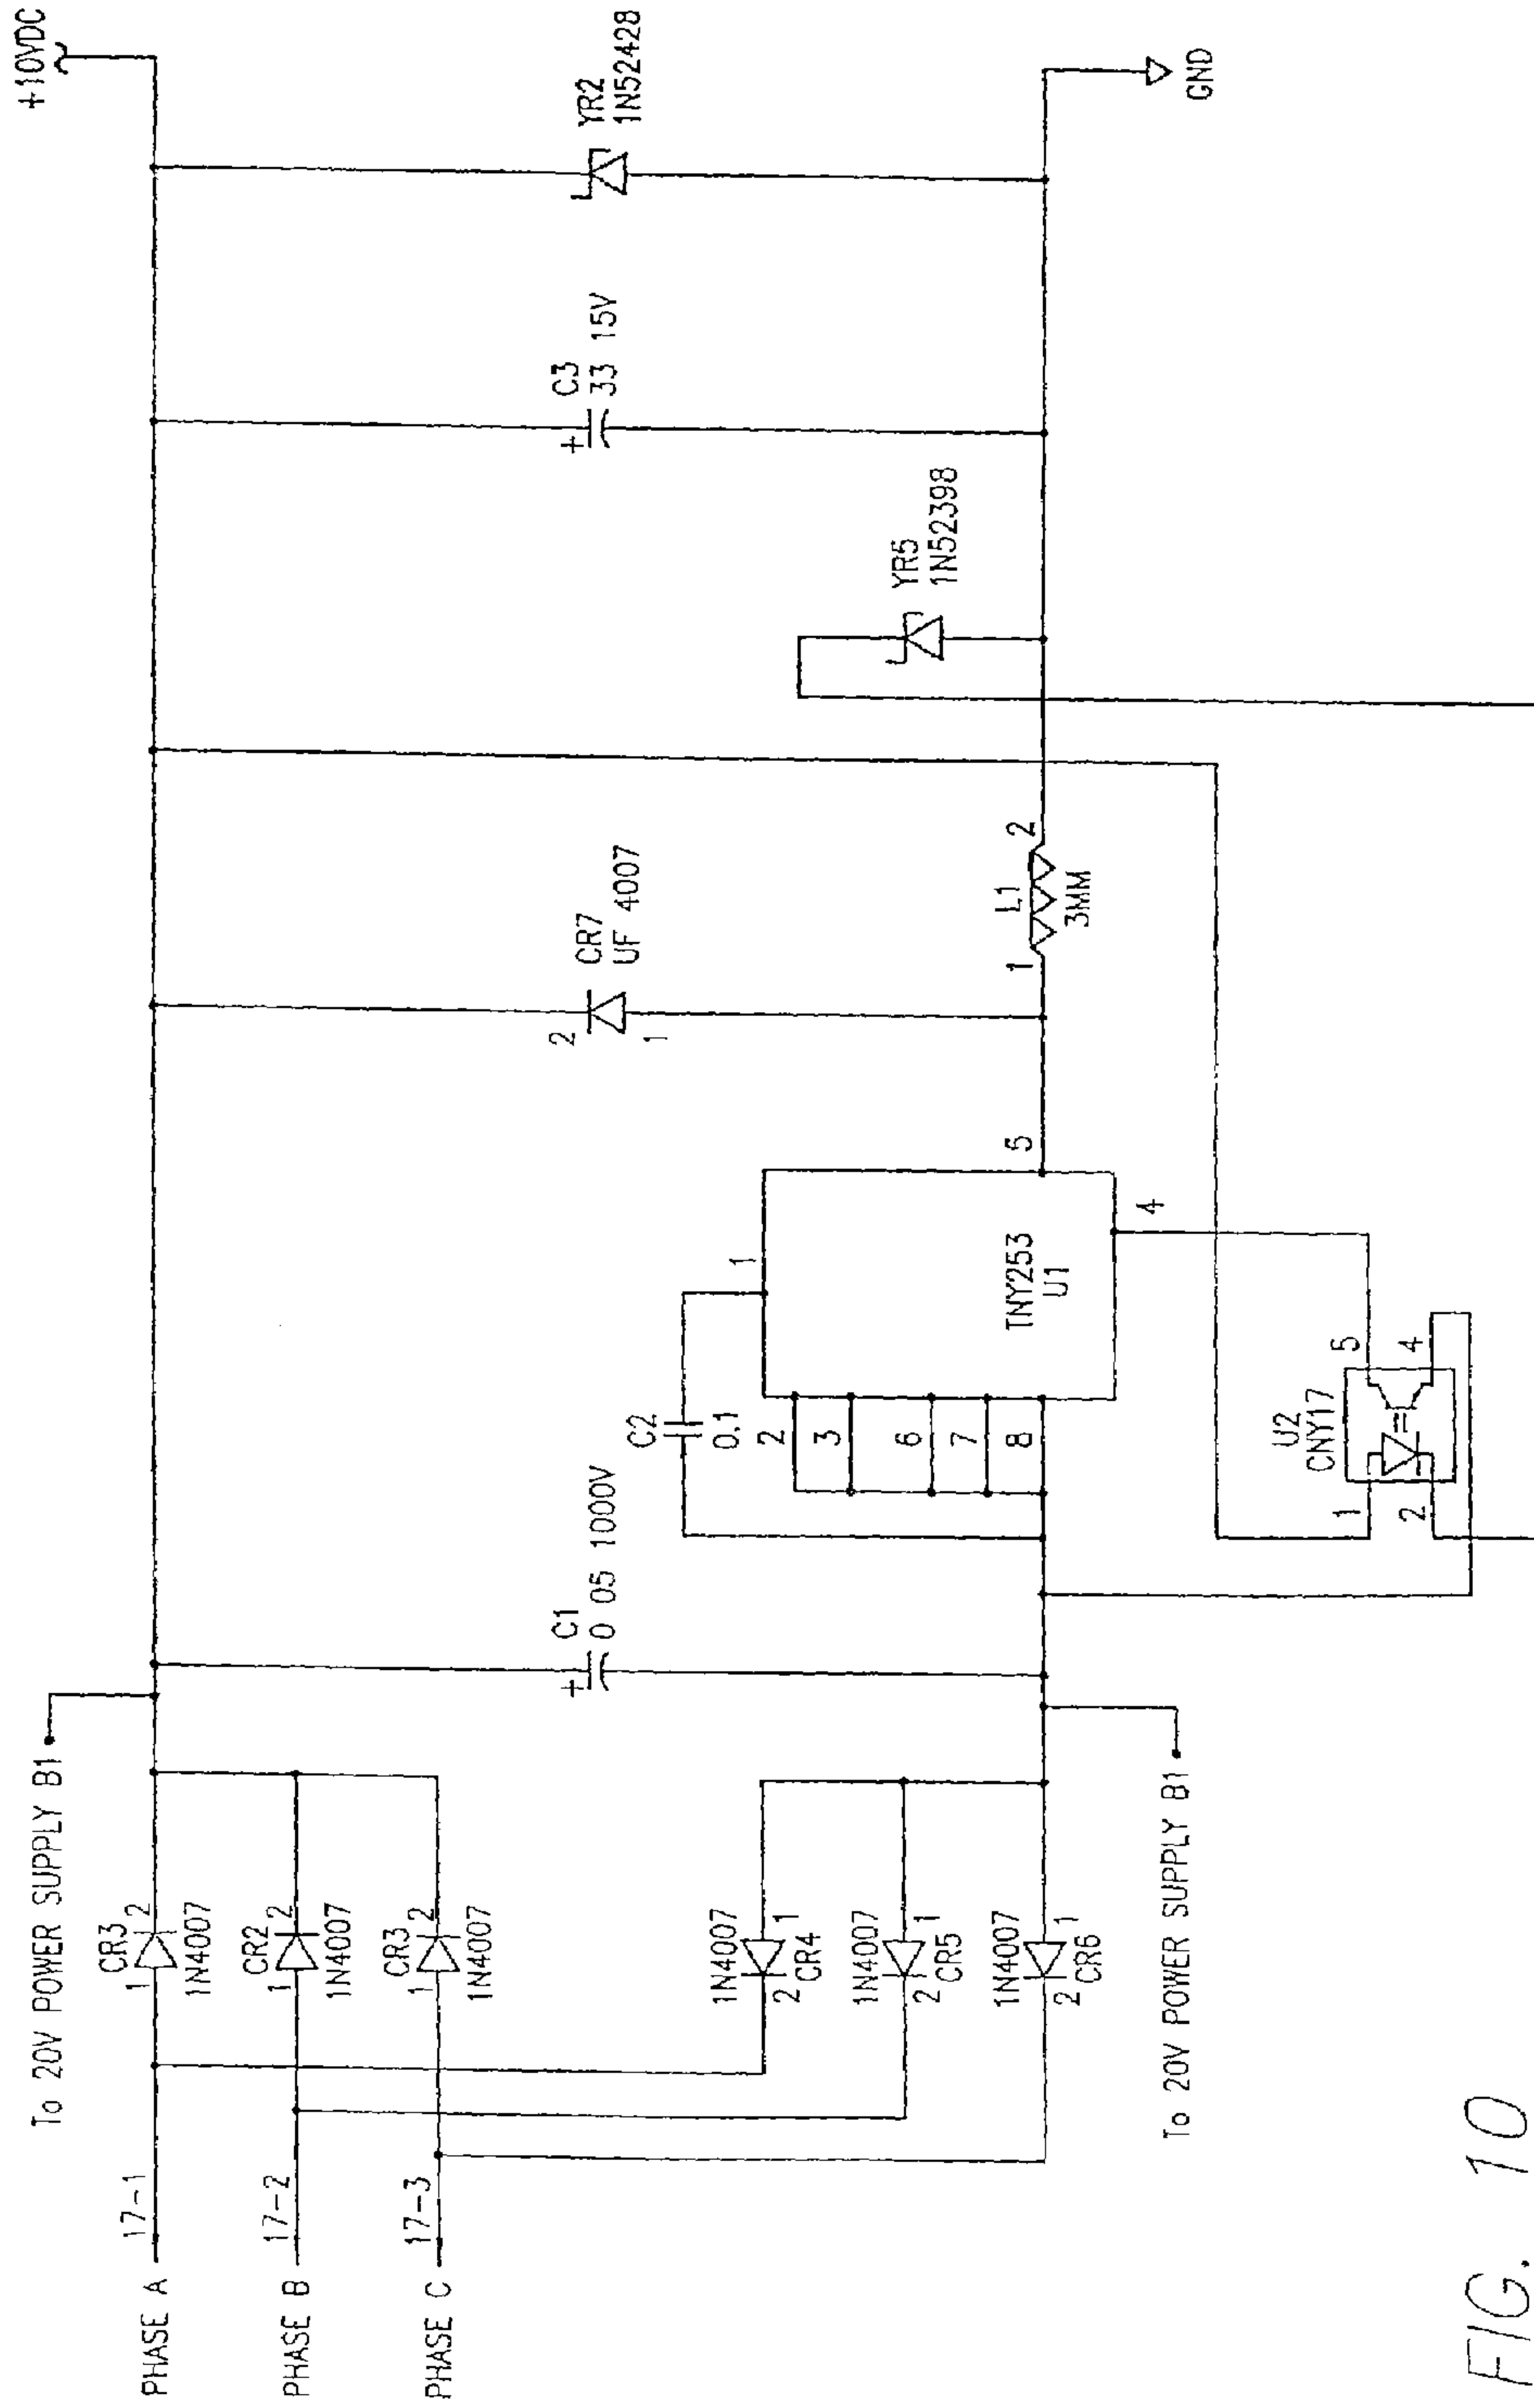 +10VDC
To 20V POWER SUPPLY B1
PHASE A
17-1
CR3
1
2
1N4007
PHASE B
17-2
CR2
1
2
1N4007
PHASE C
17-3
CR3
1
2
1N4007
1N4007
2
1
CR4
1N4007
2
1
CR5
1N4007
2
1
CR6
To 20V POWER SUPPLY B1
+
C1
0 05 1000V
C2
0.1
1
2
3
6
7
8
TNY253
U1
5
4
U2
CNY17
1
2
5
4
2
CR7
UF 4007
1
1
L1
2
3MM
YR5
1N52398
+
C3
33 15V
YR2
1N52428
GND
FIG. 10